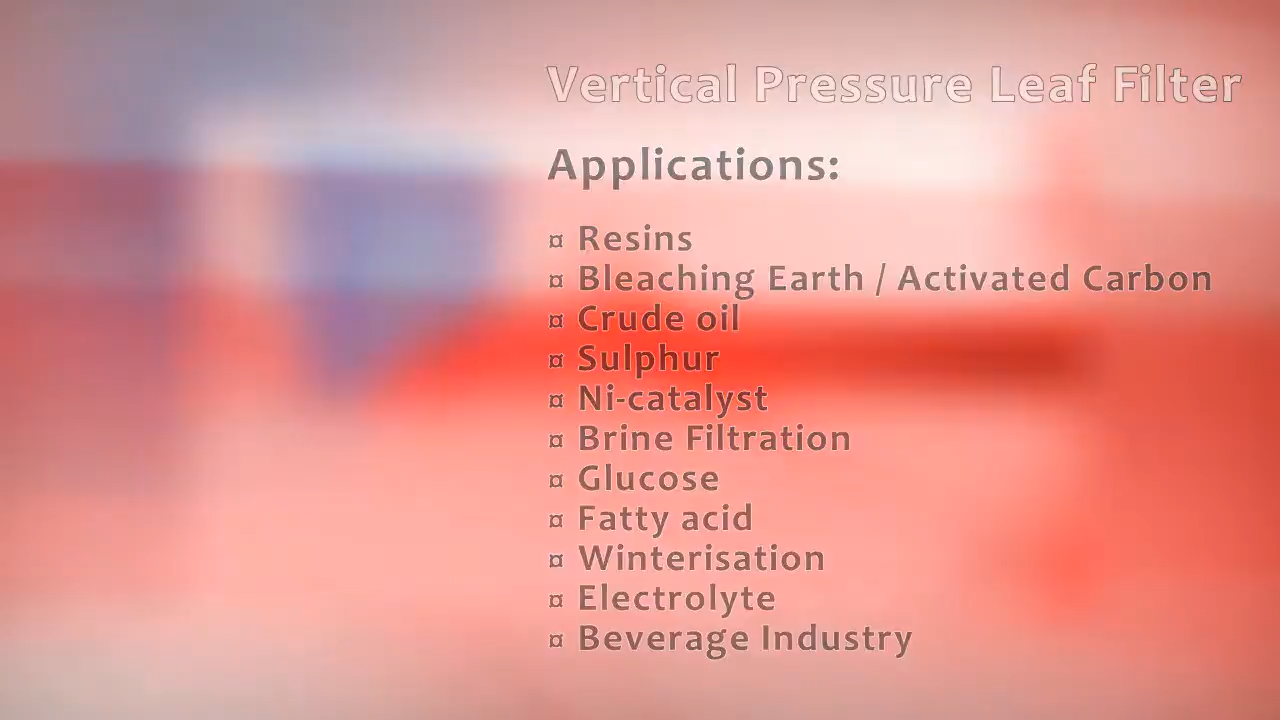 Vertical Pressure Leaf Filter
Applications:
¤ Resins
¤ Bleaching Earth / Activated Carbon
¤ Crude oil
¤ Sulphur
¤ Ni-catalyst
¤ Brine Filtration
¤ Glucose
¤ Fatty acid
¤ Winterisation
¤ Electrolyte
¤ Beverage Industry